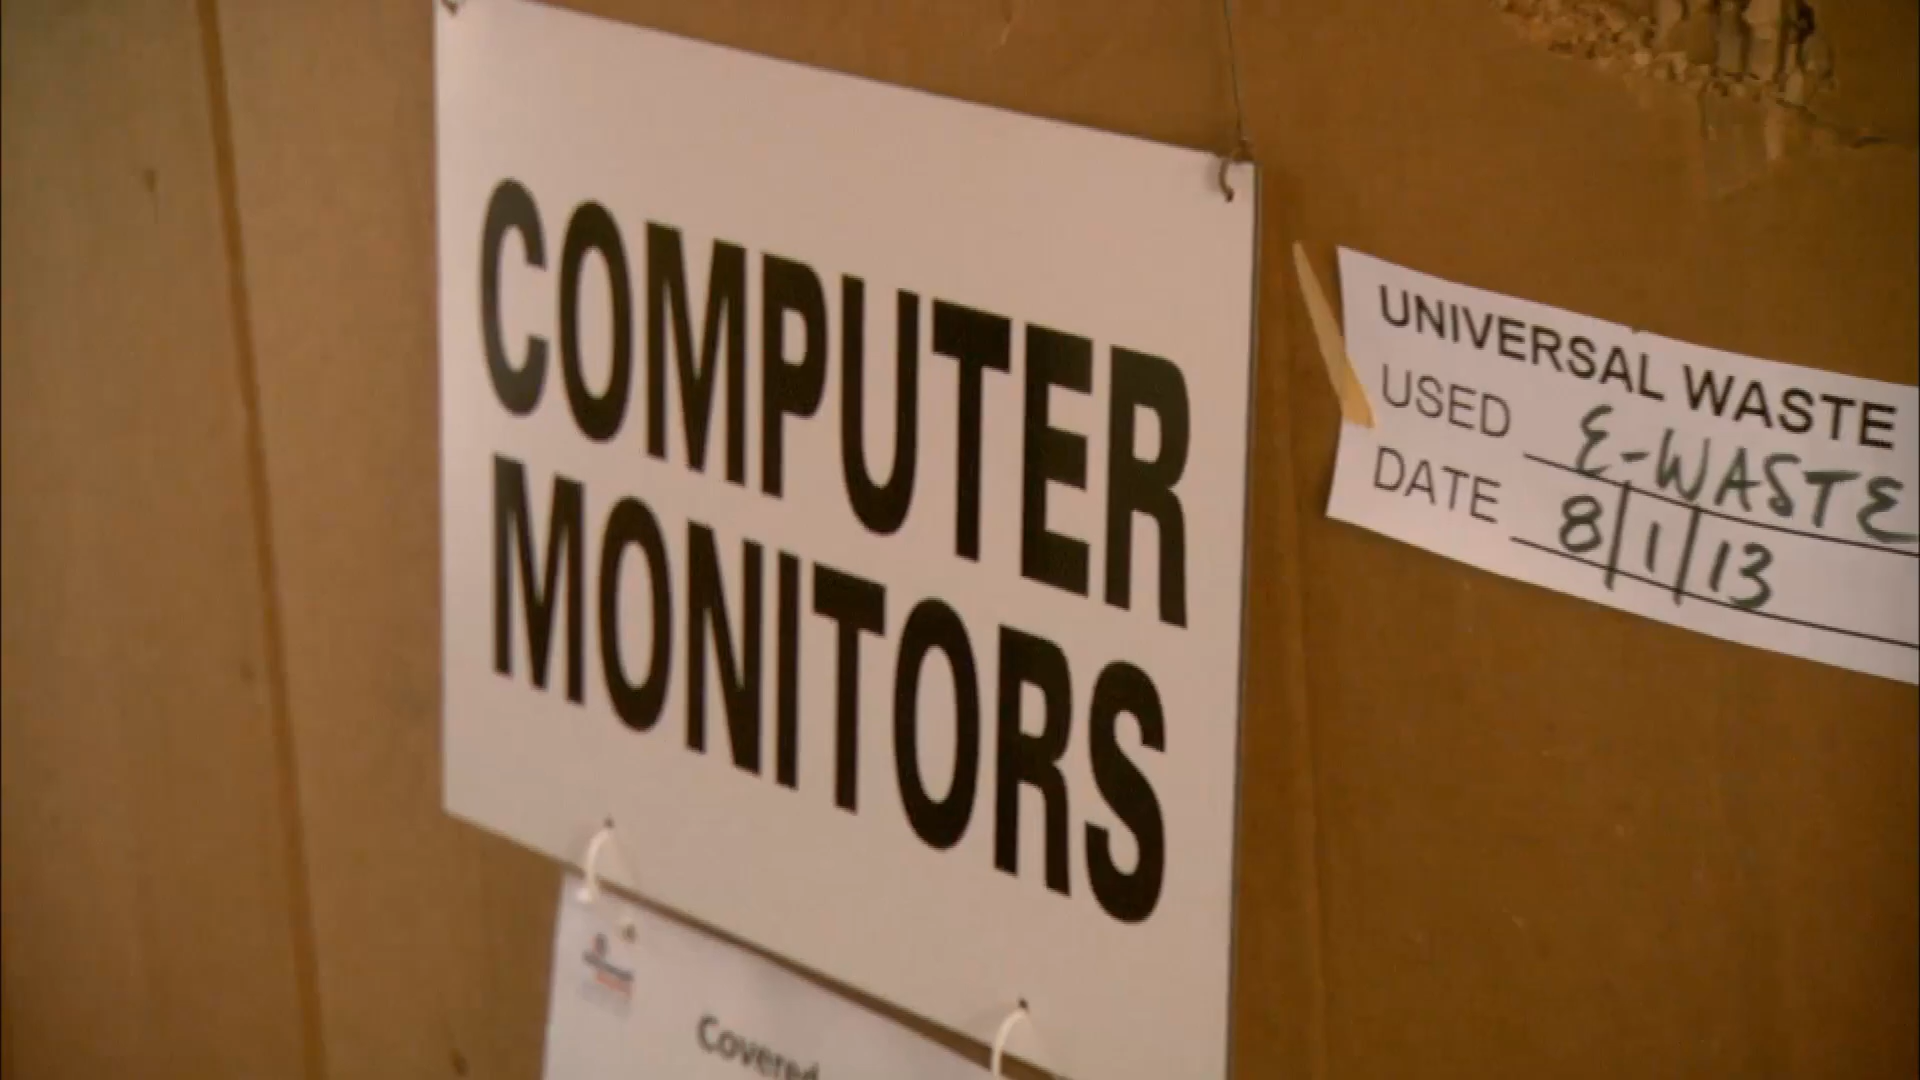 COMPUTER
MONITORS
UNIVERSAL WASTE
USED E-WASTE
DATE 8/1/13
Covered